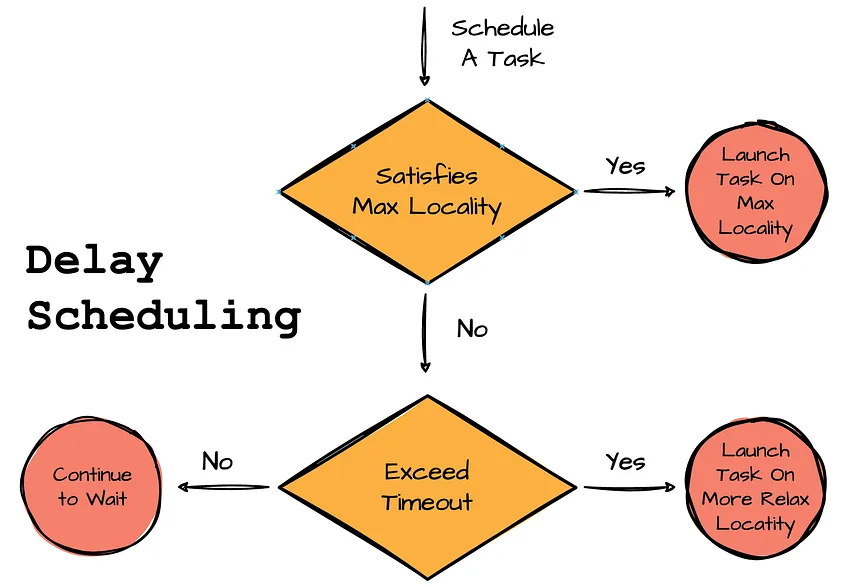 Schedule
A Task
Satisfies
Max Locality
Yes
Launch
Task On
Max
Locality
Delay
Scheduling
No
Exceed
Timeout
No
Continue
to Wait
Yes
Launch
Task On
More Relax
Locatity